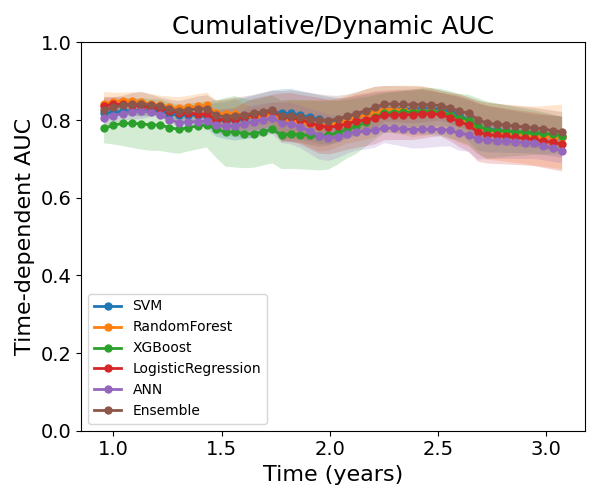 Cumulative/Dynamic AUC
Time-dependent AUC
1.0
0.8
0.6
0.4
0.2
0.0
SVM
RandomForest
XGBoost
LogisticRegression
ANN
Ensemble
1.0 1.5 2.0 2.5 3.0
Time (years)